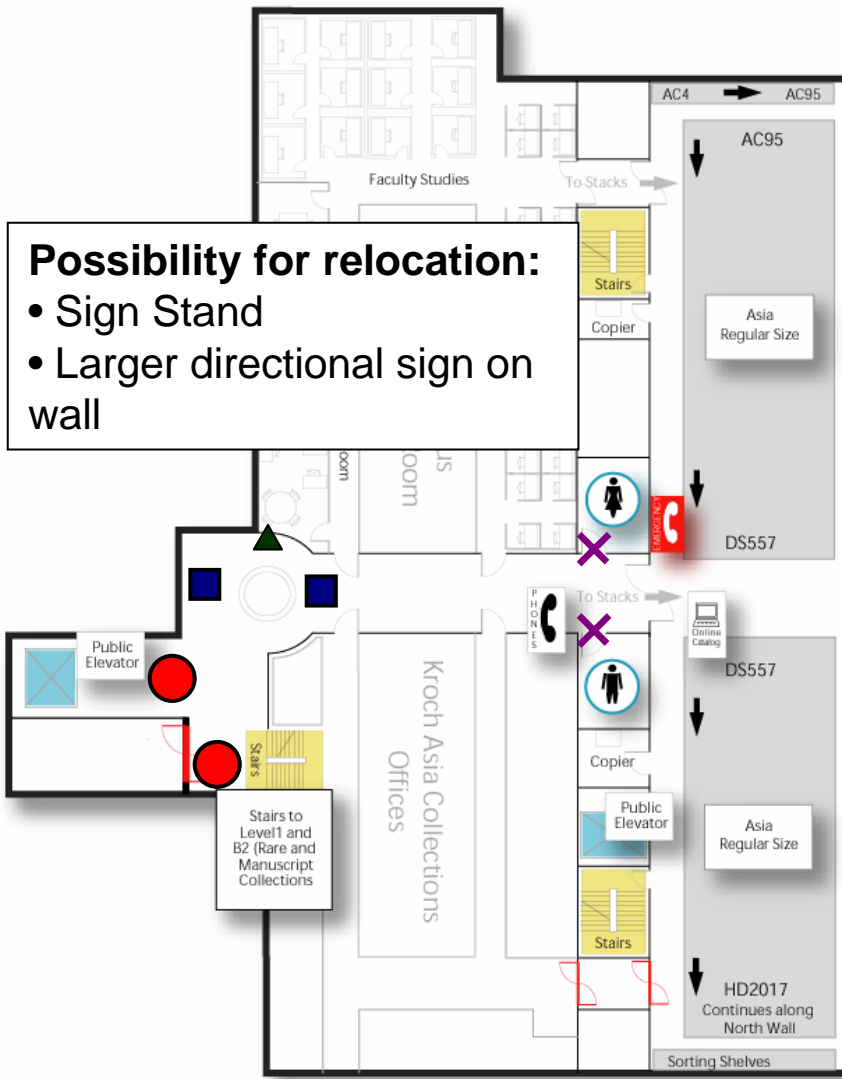 AC4 AC95
AC95
Faculty Studies
To Stacks
Possibility for relocation:
• Sign Stand
• Larger directional sign on
wall
Stairs
Copier
Asia
Regular Size
oom
us
oom
EMERGENCY
DS557
PHONES
To Stacks
Online
Catalog
Public
Elevator
DS557
Stairs
Kroch Asia Collections
Offices
Copier
Stairs to
Level1 and
B2 (Rare and
Manuscript
Collections
Public
Elevator
Asia
Regular Size
Stairs
HD2017
Continues along
North Wall
Sorting Shelves